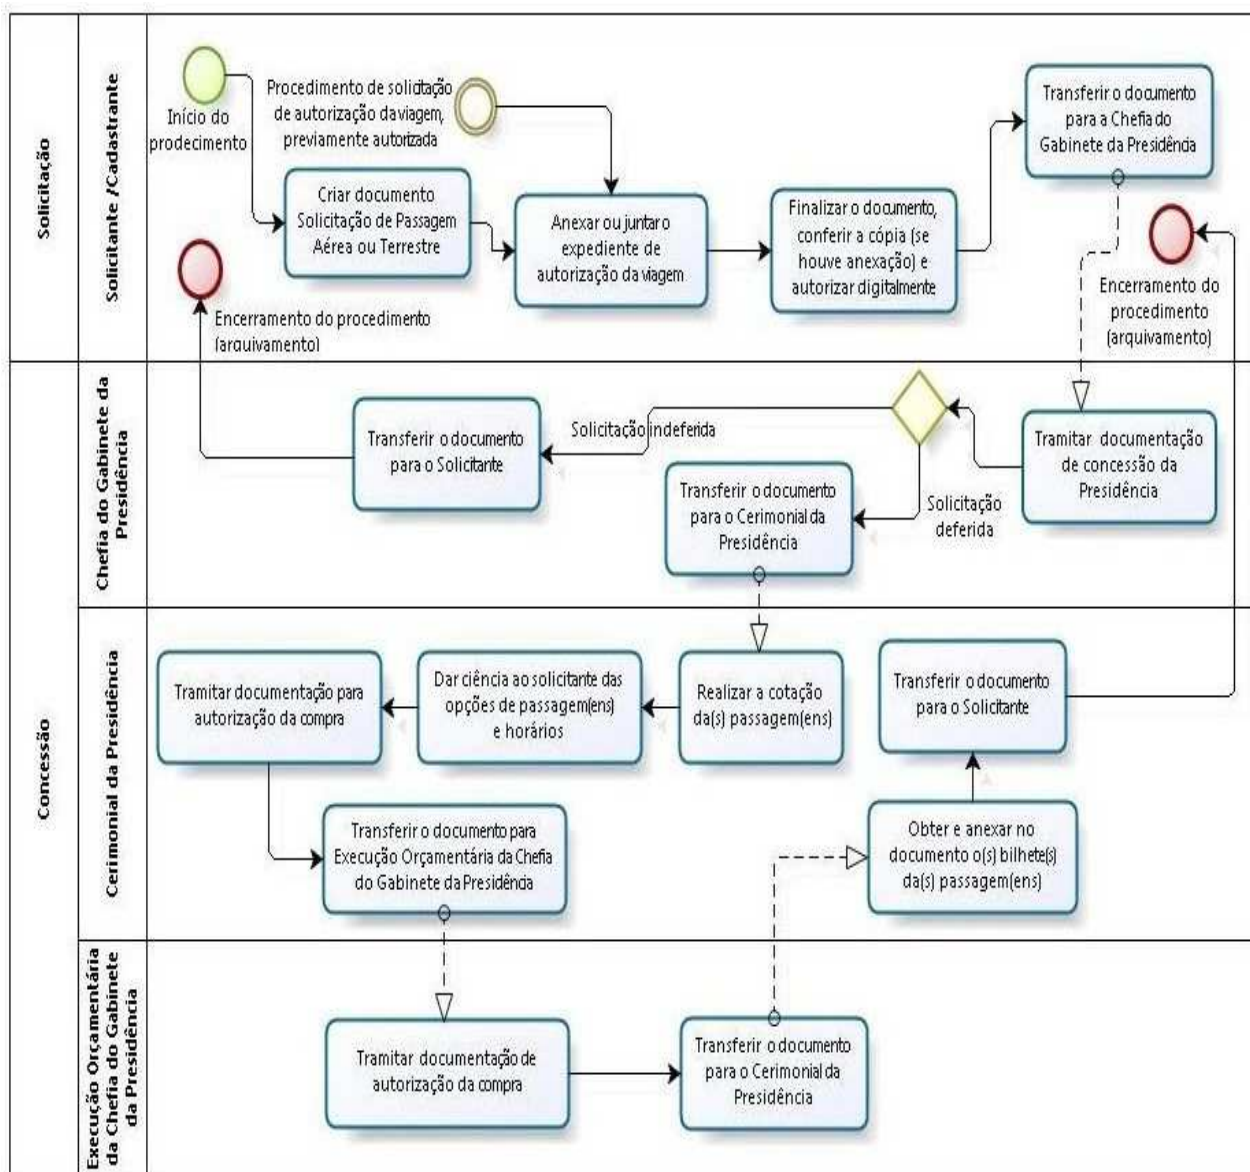 Solicitação
Solicitante /Cadastrante
Início do
prodecimento
Procedimento de solicitação
de autorização da viagem,
previamente autorizada
Criar documento
Solicitação de Passagem
Aérea ou Terrestre
Anexar ou juntar o
expediente de
autorização da viagem
Finalizar o documento,
conferir a cópia (se
houve anexação) e
autorizar digitalmente
Transferir o documento
para a Chefia do
Gabinete da Presidência
Encerramento do procedimento
(arquivamento)
Encerramento do
procedimento
(arquivamento)
Concessão
Chefia do Gabinete da
Presidência
Transferir o documento
para o Solicitante
Solicitação indeferida
Transferir o documento
para o Cerimonial da
Presidência
Solicitação
deferida
Tramitar documentação
de concessão da
Presidência
Cerimonial da Presidência
Tramitar documentação para
autorização da compra
Dar ciência ao solicitante das
opções de passagem(ens)
e horários
Realizar a cotação
da(s) passagem(ens)
Transferir o documento
para o Solicitante
Transferir o documento para
Execução Orçamentária da Chefia
do Gabinete da Presidência
Obter e anexar no
documento o(s) bilhete(s)
da(s) passagem(ens)
Execução Orçamentária
da Chefia do Gabinete
da Presidência
Tramitar documentação de
autorização da compra
Transferir o documento
para o Cerimonial da
Presidência